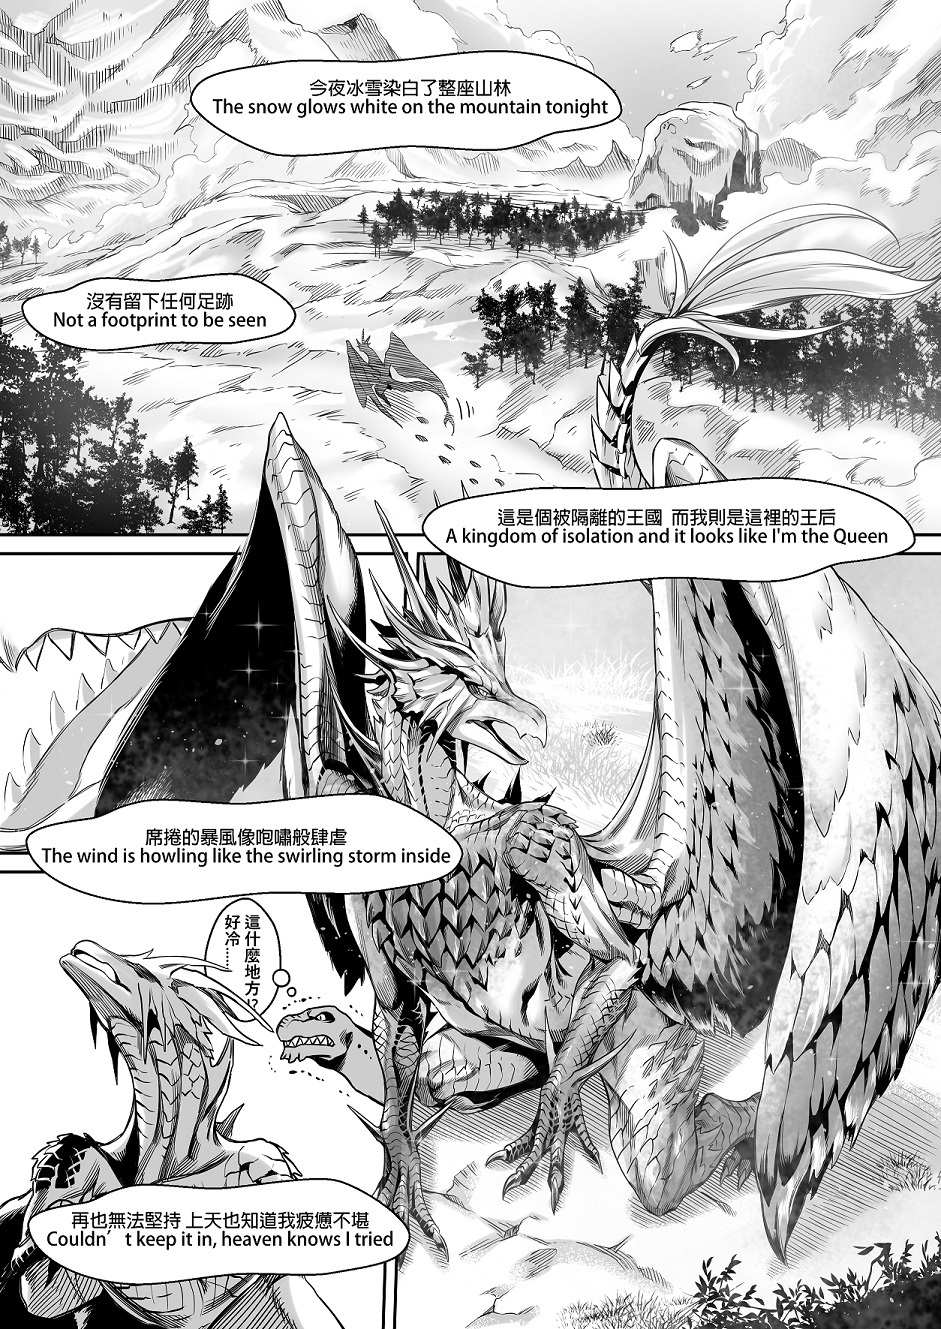 今夜冰雪染白了整座山林
The snow glows white on the mountain tonight
沒有留下任何足跡
Not a footprint to be seen
這是個被隔離的王國 而我則是這裡的王后
A kingdom of isolation and it looks like I'm the Queen
席捲的暴風像咆嘯般肆虐
The wind is howling like the swirling storm inside
這什麼地方!?
好冷……
再也無法堅持 上天也知道我疲憊不堪
Couldn't keep it in, heaven knows I tried